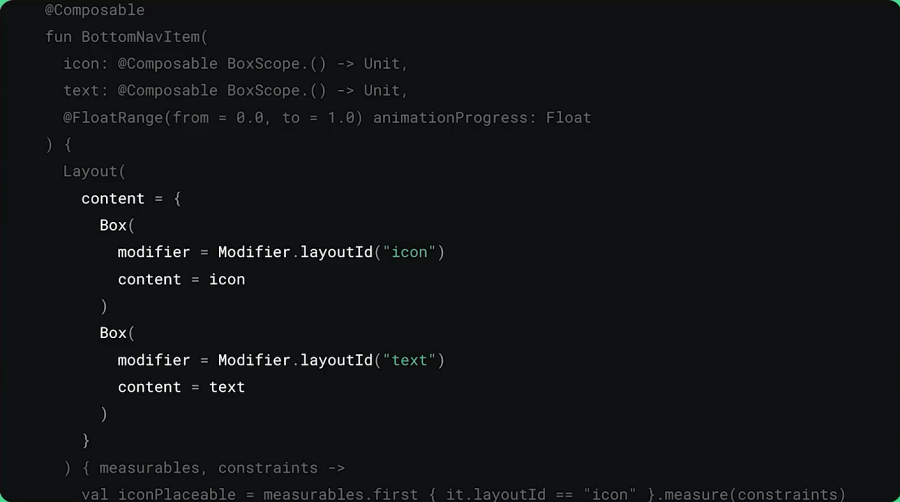 @Composable
fun BottomNavItem(
icon: @Composable BoxScope.() -> Unit,
text: @Composable BoxScope.() -> Unit,
@FloatRange(from = 0.0, to = 1.0) animationProgress: Float
) {
Layout(
content = {
Box(
modifier = Modifier.layoutId("icon")
content = icon
)
Box(
modifier = Modifier.layoutId("text")
content = text
)
}
) { measurables, constraints ->
val iconPlaceable = measurables.first { it.layoutId == "icon" }.measure(constraints)